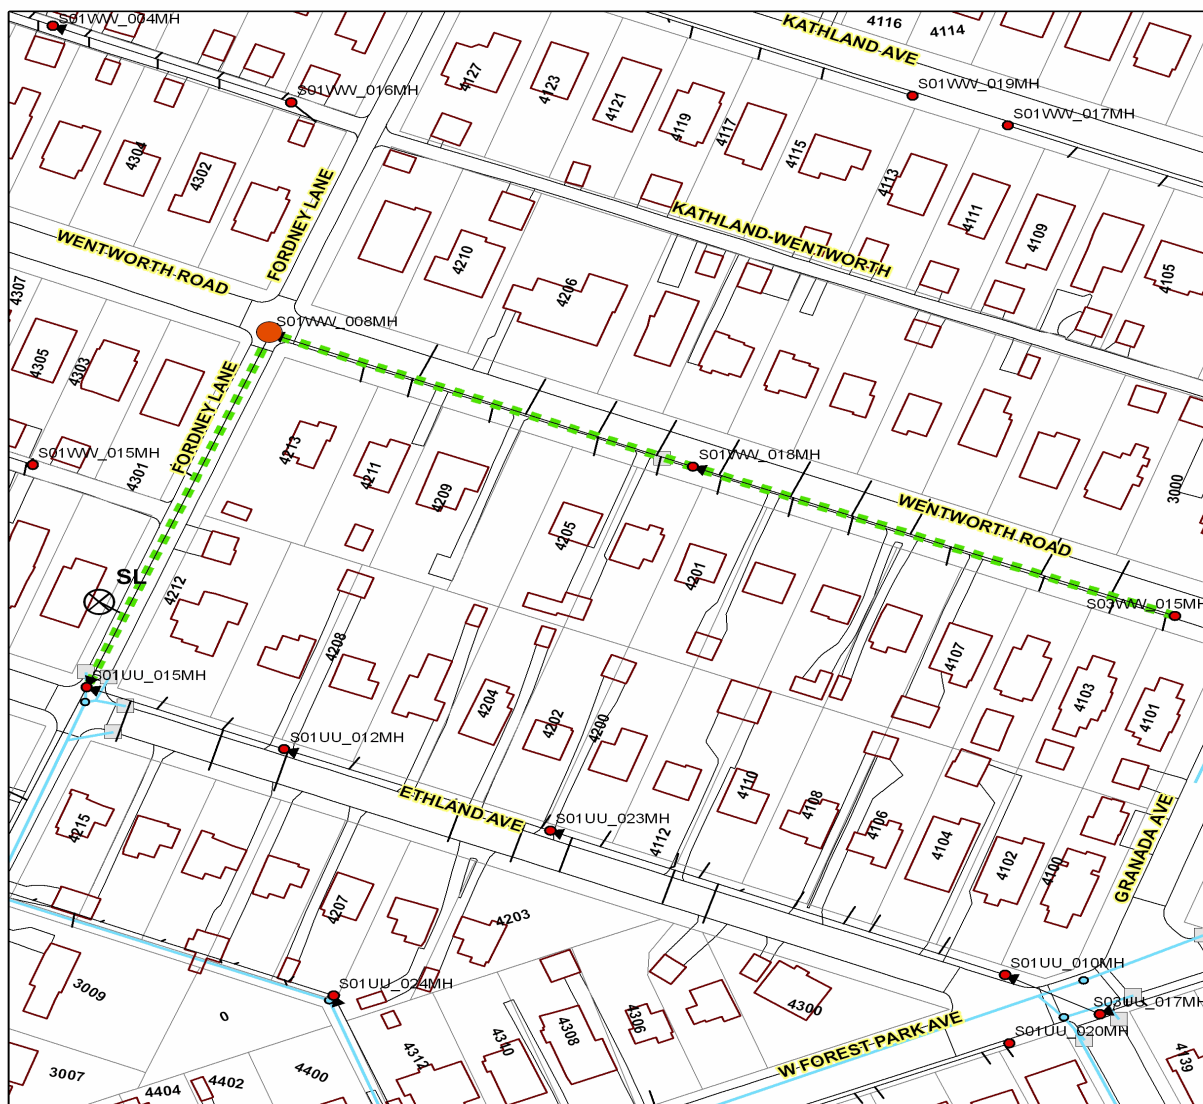 S01WW_004MH
KATHLAND AVE
4116
4114
4127
4123
4121
4119
4117
4115
4113
4111
4109
4105
S01WW_019MH
S01WW_017MH
S01WW_016MH
4304
4302
FORDNEY LANE
WENTWORTH ROAD
KATHLAND-WENTWORTH
4210
4206
4307
S01WW_008MH
4305
4303
FORDNEY LANE
S01WW_015MH
4301
4213
4211
4209
4205
4201
S01WW_018MH
WENTWORTH ROAD
3000
S03WW_015MH
SL
4212
4208
4204
4202
4200
4107
4103
4101
S01UU_015MH
S01UU_012MH
ETHLAND AVE
S01UU_023MH
4112
4110
4108
4106
4104
4102
4100
GRANADA AVE
4215
4207
4203
3009
0
S01UU_024MH
4300
S01UU_010MH
S03UU_017MH
S01UU_020MH
W FOREST PARK AVE
4306
4308
4310
4312
4400
4402
4404
3007
4139